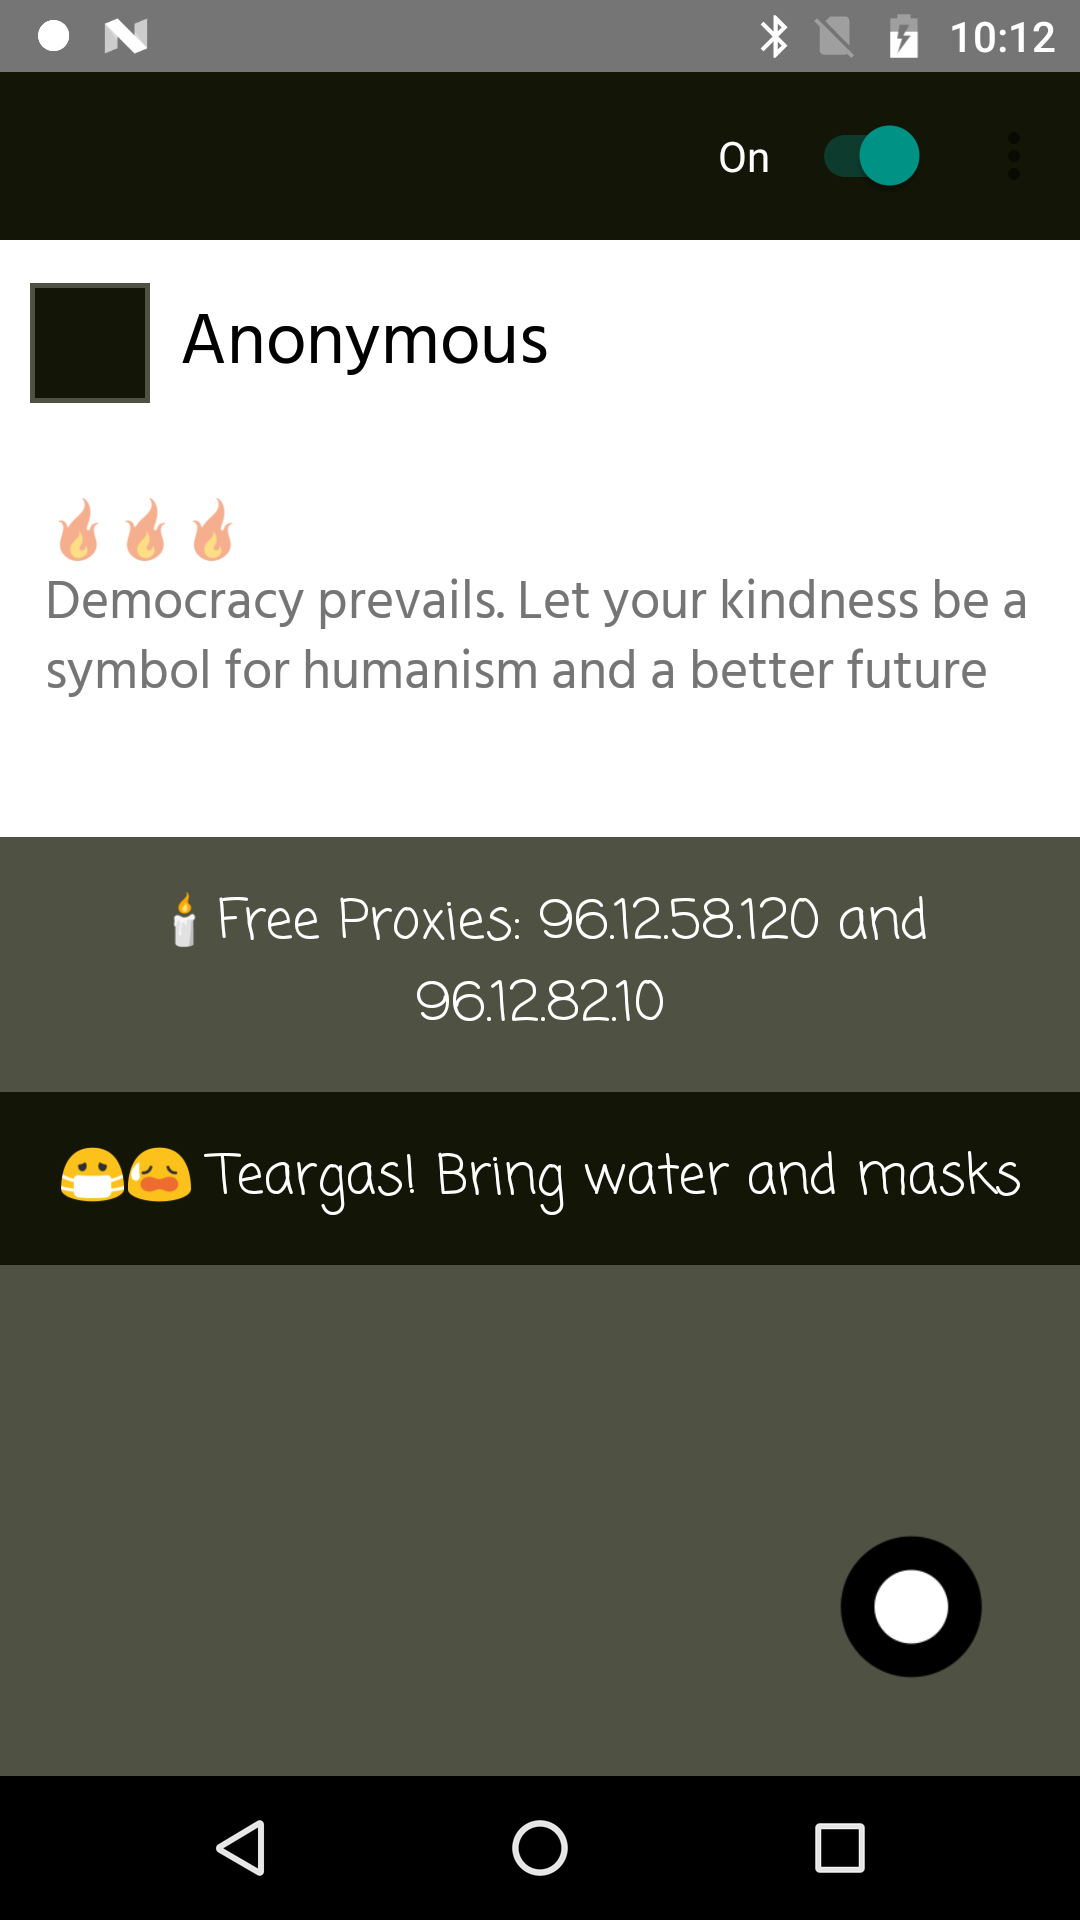 10:12
On
Anonymous
🔥🔥🔥
Democracy prevails. Let your kindness be a
symbol for humanism and a better future
🕯Free Proxies: 96.12.58.120 and
96.12.82.10
😷😥Teargas! Bring water and masks